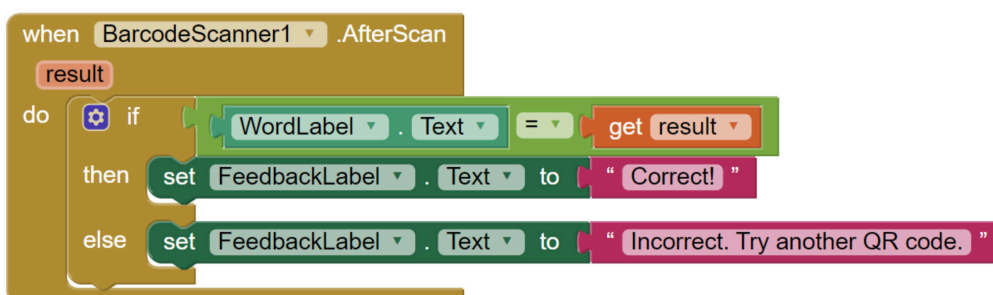 when BarcodeScanner1 .AfterScan
result
do if WordLabel . Text = get result
then set FeedbackLabel . Text to “ Correct! ”
else set FeedbackLabel . Text to “ Incorrect. Try another QR code. ”